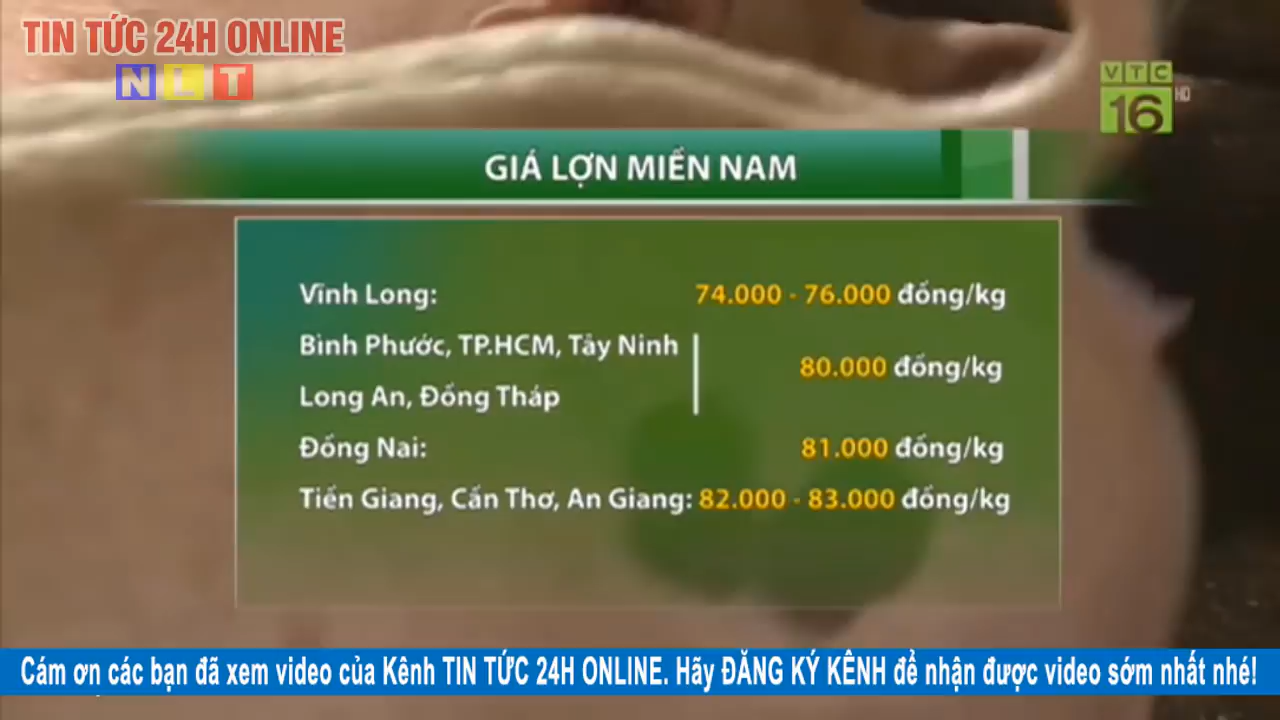 TIN TỨC 24H ONLINE
NLT
VTC
16 HD
GIÁ LỢN MIỀN NAM
Vĩnh Long: 74.000 - 76.000 đồng/kg
Bình Phước, TP.HCM, Tây Ninh
80.000 đồng/kg
Long An, Đồng Tháp
Đồng Nai: 81.000 đồng/kg
Tiền Giang, Cần Thơ, An Giang: 82.000 - 83.000 đồng/kg
Cám ơn các bạn đã xem video của Kênh TIN TỨC 24H ONLINE. Hãy ĐĂNG KÝ KÊNH để nhận được video sớm nhất nhé!